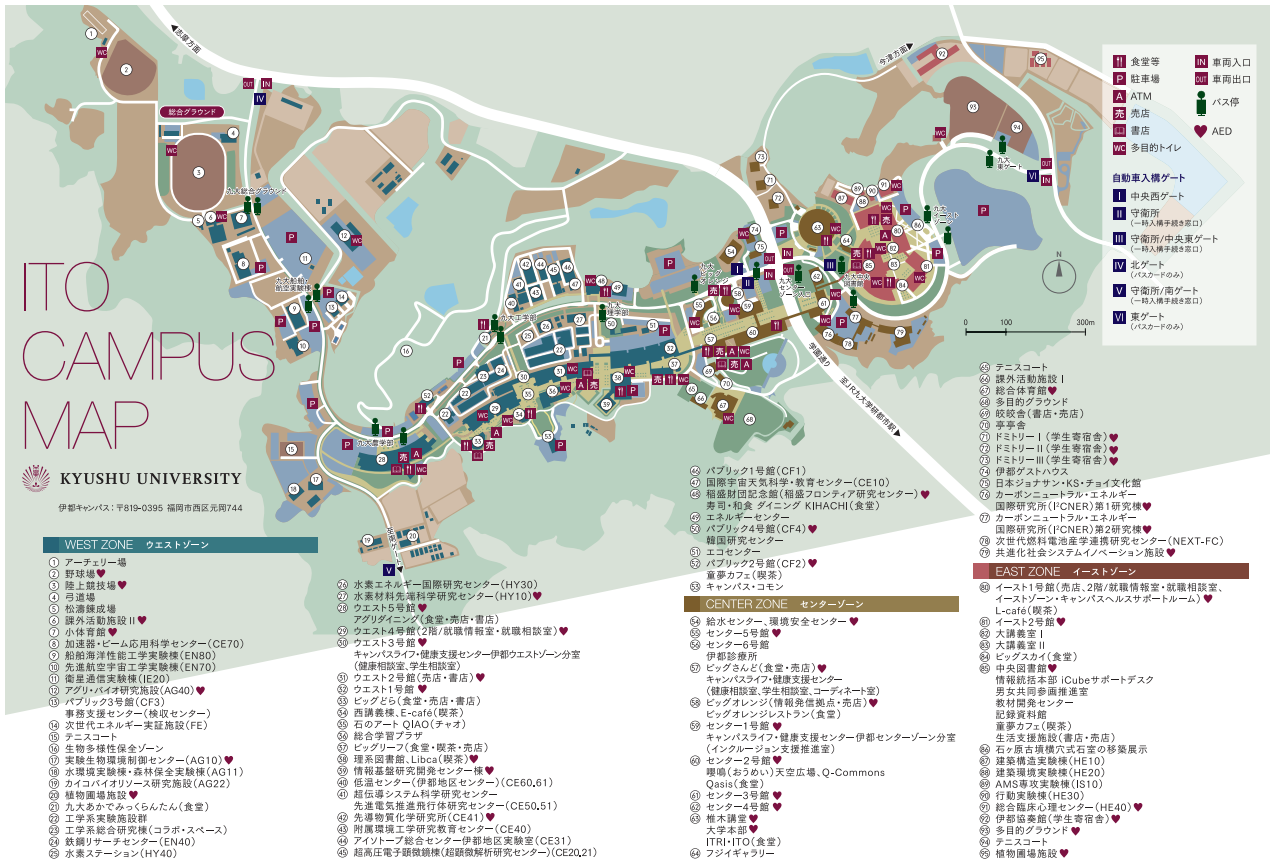 志摩方面
今津方面
学園通り
至JR九大学研都市駅
総合グラウンド
九大総合グラウンド
九大船舶・航空実験棟
九大工学部
九大理学部
九大農学部
九大ビッグオレンジ
九大センターゾーン入口
九大中央図書館
九大イーストゾーン
九大東ゲート
ITO
CAMPUS
MAP
KYUSHU UNIVERSITY
伊都キャンパス:〒819-0395 福岡市西区元岡744
食堂等
P 駐車場
A ATM
売 売店
書店
WC 多目的トイレ
IN 車両入口
OUT 車両出口
バス停
AED
自動車入構ゲート
I 中央西ゲート
II 守衛所
(一時入構手続き窓口)
III 守衛所/中央東ゲート
(一時入構手続き窓口)
IV 北ゲート
(パスカードのみ)
V 守衛所/南ゲート
(一時入構手続き窓口)
VI 東ゲート
(パスカードのみ)
N
0 100 300m
WEST ZONE ウエストゾーン
① アーチェリー場
② 野球場♥
③ 陸上競技場♥
④ 弓道場
⑤ 松濤錬成場
⑥ 課外活動施設Ⅱ♥
⑦ 小体育館♥
⑧ 加速器・ビーム応用科学センター(CE70)
⑨ 船舶海洋性能工学実験棟(EN80)
⑩ 先進航空宇宙工学実験棟(EN70)
⑪ 衛星通信実験棟(IE20)
⑫ アグリ・バイオ研究施設(AG40)♥
⑬ パブリック3号館(CF3)
事務支援センター(検収センター)
⑭ 次世代エネルギー実証施設(FE)
⑮ テニスコート
⑯ 生物多様性保全ゾーン
⑰ 実験生物環境制御センター(AG10)♥
⑱ 水環境実験棟・森林保全実験棟(AG11)
⑲ カイコバイオリソース研究施設(AG22)
⑳ 植物圃場施設♥
㉑ 九大あかでみっくらんたん(食堂)
㉒ 工学系実験施設群
㉓ 工学系総合研究棟(コラボ・スペース)
㉔ 鉄鋼リサーチセンター(EN40)
㉕ 水素ステーション(HY40)
㉖ 水素エネルギー国際研究センター(HY30)
㉗ 水素材料先端科学研究センター(HY10)♥
㉘ ウエスト5号館♥
アグリダイニング(食堂・売店・書店)
㉙ ウエスト4号館(2階/就職情報室・就職相談室)♥
㉚ ウエスト3号館♥
キャンパスライフ・健康支援センター伊都ウエストゾーン分室
(健康相談室、学生相談室)
㉛ ウエスト2号館(売店・書店)♥
㉜ ウエスト1号館♥
㉝ ビッグどら(食堂・売店・書店)
㉞ 西講義棟、E-café(喫茶)
㉟ 石のアート QIAO(チャオ)
㊱ 総合学習プラザ
㊲ ビッグリーフ(食堂・喫茶・売店)
㊳ 理系図書館、Libca(喫茶)♥
㊴ 情報基盤研究開発センター棟♥
㊵ 低温センター(伊都地区センター)(CE60,61)
㊶ 超伝導システム科学研究センター
先進電気推進飛行体研究センター(CE50,51)
㊷ 先導物質化学研究所(CE41)♥
㊸ 附属環境工学研究教育センター(CE40)
㊹ アイソトープ総合センター伊都地区実験室(CE31)
㊺ 超高圧電子顕微鏡棟(超顕微解析研究センター)(CE20,21)
㊻ パブリック1号館(CF1)
㊼ 国際宇宙天気科学・教育センター(CE10)
㊽ 稲盛財団記念館(稲盛フロンティア研究センター)♥
寿司・和食 ダイニング KIHACHI(食堂)
㊾ エネルギーセンター
㊿ パブリック4号館(CF4)♥
韓国研究センター
51 エコセンター
52 パブリック2号館(CF2)♥
童夢カフェ(喫茶)
53 キャンパス・コモン
CENTER ZONE センターゾーン
54 給水センター、環境安全センター♥
55 センター5号館♥
56 センター6号館
伊都診療所
57 ビッグさんど(食堂・売店)♥
キャンパスライフ・健康支援センター
(健康相談室、学生相談室、コーディネート室)
58 ビッグオレンジ(情報発信拠点・売店)♥
ビッグオレンジレストラン(食堂)
59 センター1号館♥
キャンパスライフ・健康支援センター伊都センターゾーン分室
(インクルージョン支援推進室)
60 センター2号館♥
嚶鳴(おうめい)天空広場、Q-Commons
Qasis(食堂)
61 センター3号館♥
62 センター4号館♥
63 椎木講堂♥
大学本部♥
ITRI・ITO(食堂)
64 フジイギャラリー
65 テニスコート
66 課外活動施設Ⅰ
67 総合体育館♥
68 多目的グラウンド
69 皎皎舎(書店・売店)
70 亭亭舎
71 ドミトリーⅠ(学生寄宿舎)♥
72 ドミトリーⅡ(学生寄宿舎)♥
73 ドミトリーⅢ(学生寄宿舎)♥
74 伊都ゲストハウス
75 日本ジョナサン・KS・チョイ文化館
76 カーボンニュートラル・エネルギー
国際研究所(I²CNER)第1研究棟♥
77 カーボンニュートラル・エネルギー
国際研究所(I²CNER)第2研究棟♥
78 次世代燃料電池産学連携研究センター(NEXT-FC)
79 共進化社会システムイノベーション施設♥
EAST ZONE イーストゾーン
80 イースト1号館(売店、2階/就職情報室・就職相談室、
イーストゾーン・キャンパスヘルスサポートルーム)♥
L-café(喫茶)
81 イースト2号館♥
82 大講義室Ⅰ
83 大講義室Ⅱ
84 ビッグスカイ(食堂)
85 中央図書館♥
情報統括本部 iCubeサポートデスク
男女共同参画推進室
教材開発センター
記録資料館
童夢カフェ(喫茶)
生活支援施設(書店・売店)
86 石ヶ原古墳横穴式石室の移築展示
87 建築構造実験棟(HE10)
88 建築環境実験棟(HE20)
89 AMS専攻実験棟(IS10)
90 行動実験棟(HE30)
91 総合臨床心理センター(HE40)♥
92 伊都協奏館(学生寄宿舎)♥
93 多目的グラウンド♥
94 テニスコート
95 植物圃場施設♥